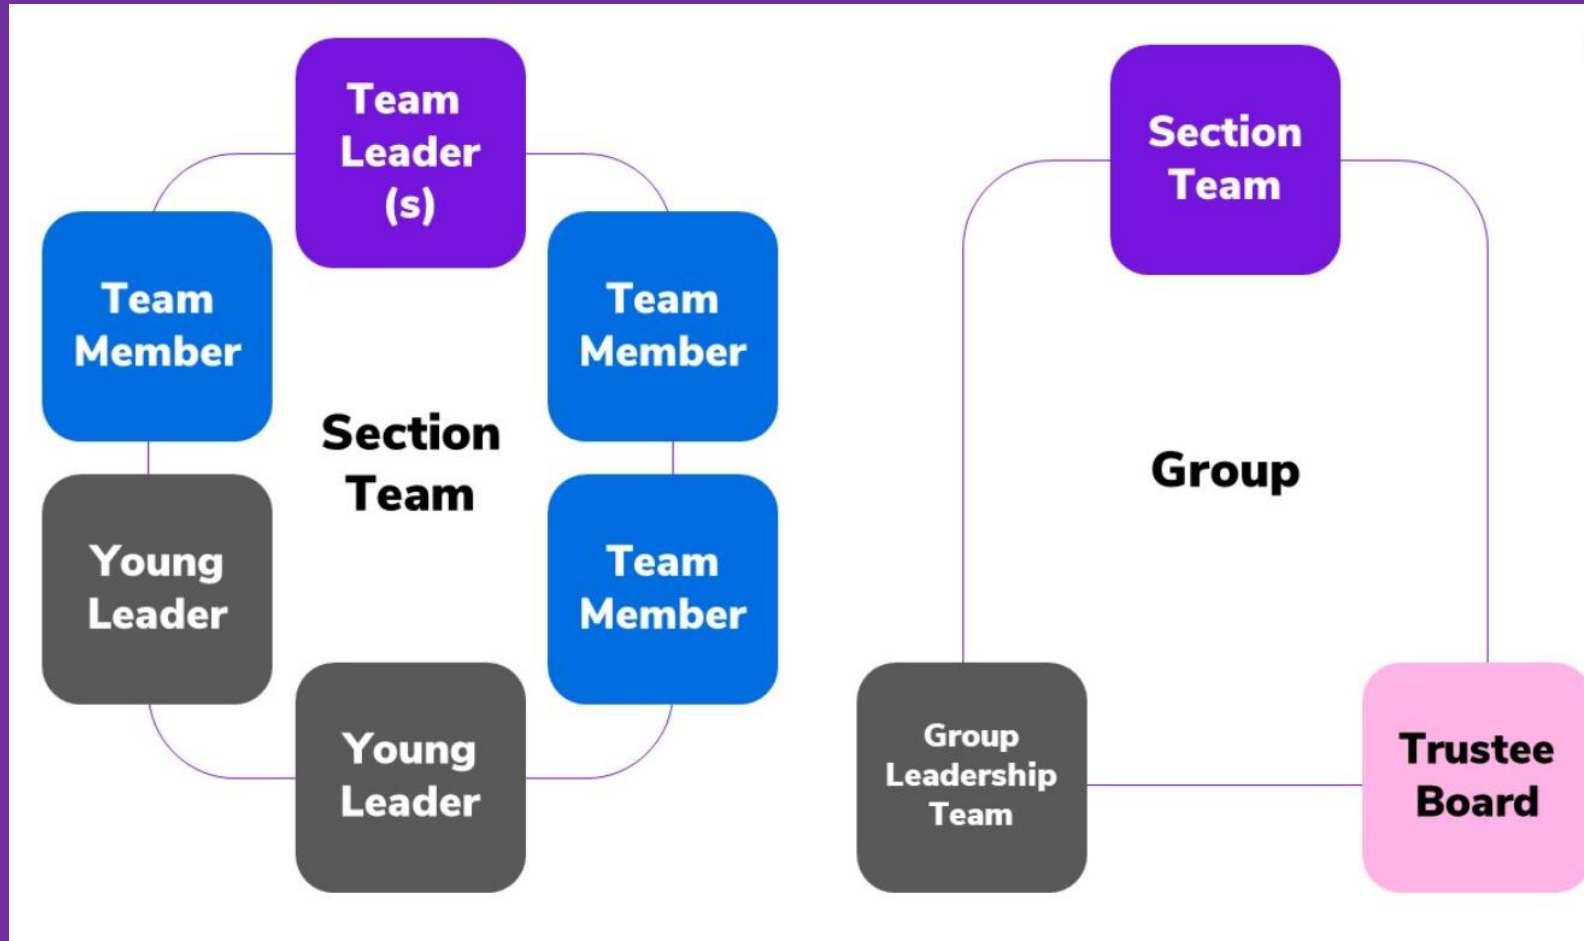 Team
Leader
(s)
Team
Member
Team
Member
Section
Team
Young
Leader
Team
Member
Young
Leader
Section
Team
Group
Group
Leadership
Team
Trustee
Board